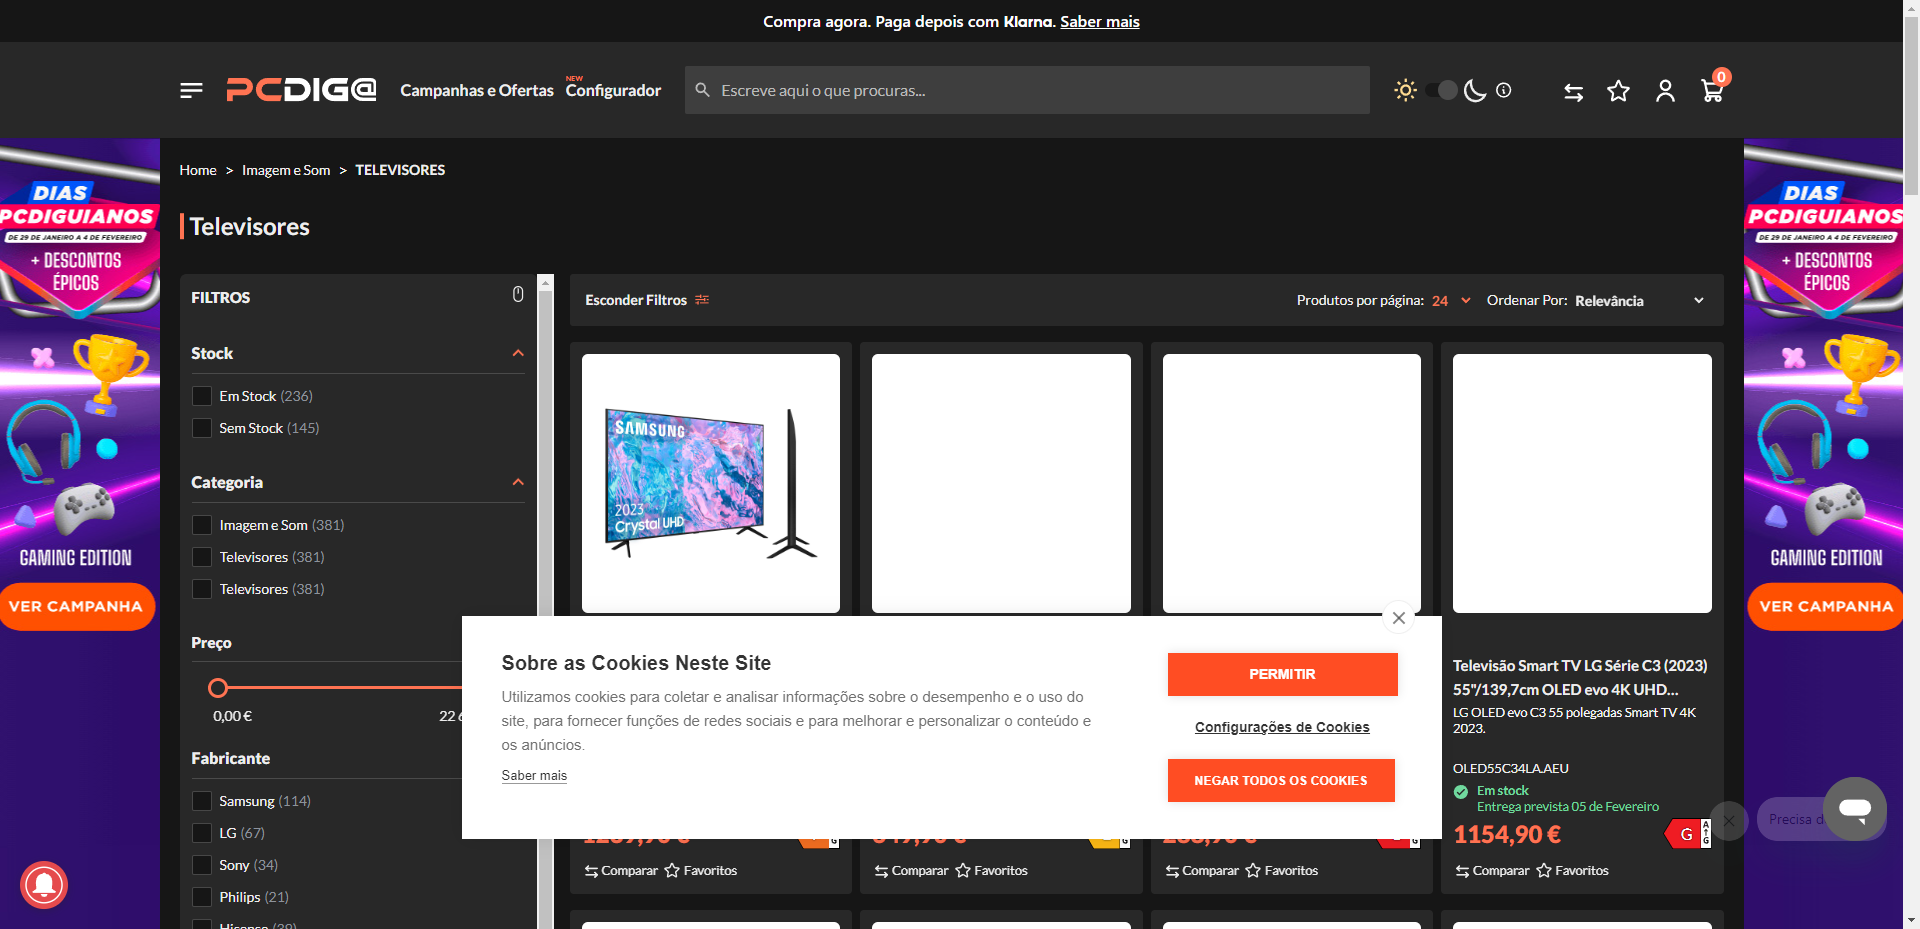 Compra agora. Paga depois com Klarna. Saber mais
PCDIG@
Campanhas e Ofertas
NEW
Configurador
Escreve aqui o que procuras...
0
Home > Imagem e Som > TELEVISORES
Televisores
DIAS
PCDIGUIANOS
DE 29 DE JANEIRO A 4 DE FEVEREIRO
+ DESCONTOS
ÉPICOS
GAMING EDITION
VER CAMPANHA
FILTROS
Stock
Em Stock (236)
Sem Stock (145)
Categoria
Imagem e Som (381)
Televisores (381)
Televisores (381)
Preço
0,00 €
Fabricante
Samsung (114)
LG (67)
Sony (34)
Philips (21)
Esconder Filtros
Produtos por página: 24
Ordenar Por: Relevância
SAMSUNG
2023
Crystal UHD
Sobre as Cookies Neste Site
Utilizamos cookies para coletar e analisar informações sobre o desempenho e o uso do
site, para fornecer funções de redes sociais e para melhorar e personalizar o conteúdo e
os anúncios.
Saber mais
PERMITIR
Configurações de Cookies
NEGAR TODOS OS COOKIES
Televisão Smart TV LG Série C3 (2023)
55"/139,7cm OLED evo 4K UHD...
LG OLED evo C3 55 polegadas Smart TV 4K
2023.
OLED55C34LA.AEU
Em stock
Entrega prevista 05 de Fevereiro
1154,90 €
G
A
G
Precisa
Comparar Favoritos
Comparar Favoritos
Comparar Favoritos
Comparar Favoritos
DIAS
PCDIGUIANOS
DE 29 DE JANEIRO A 4 DE FEVEREIRO
+ DESCONTOS
ÉPICOS
GAMING EDITION
VER CAMPANHA